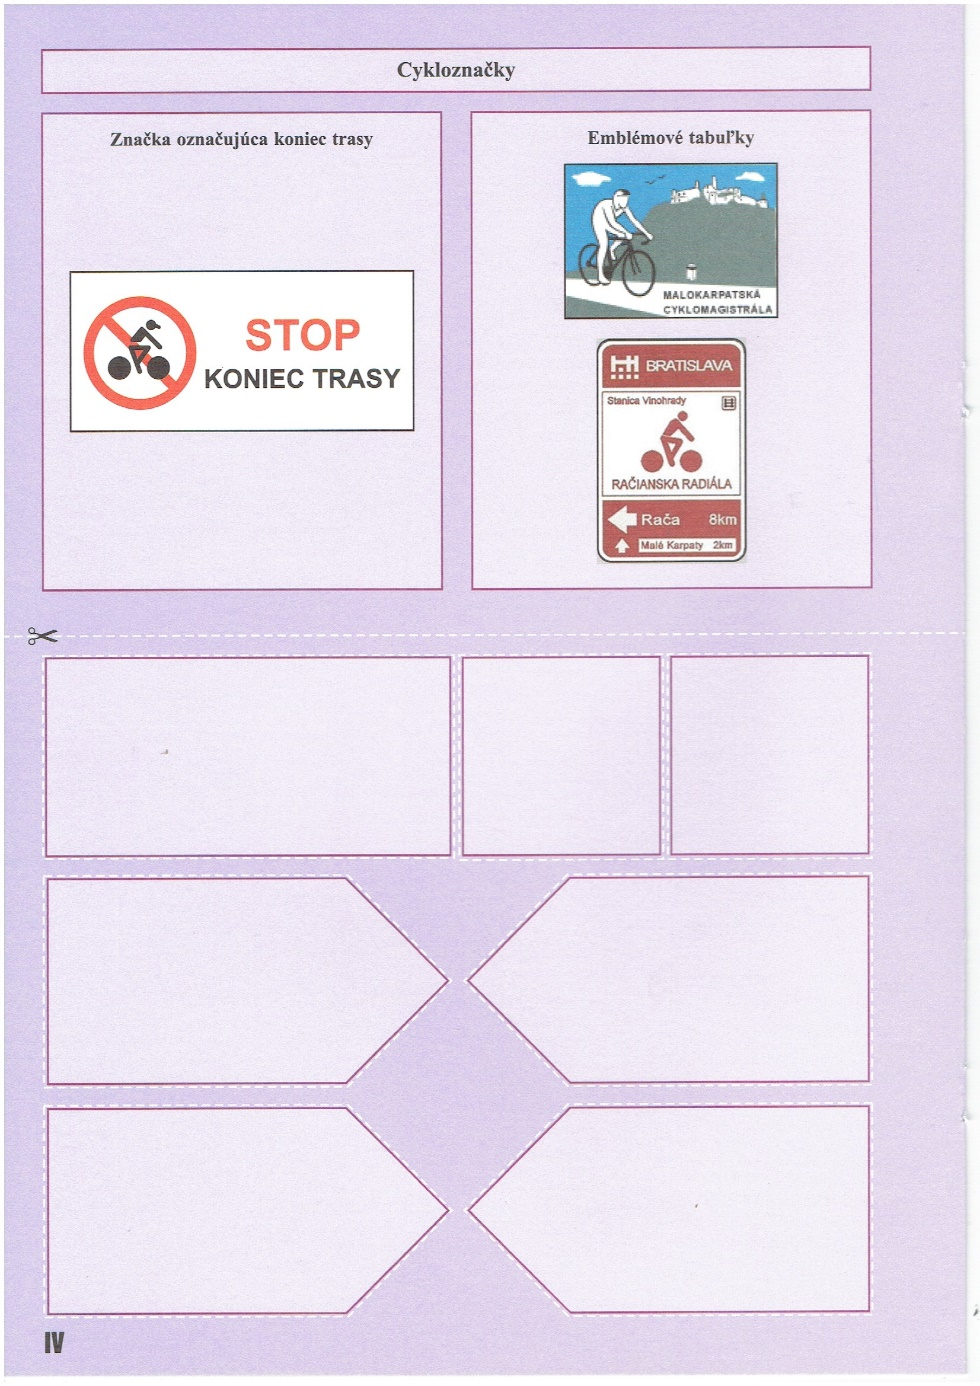 Cykloznačky
Značka označujúca koniec trasy
STOP
KONIEC TRASY
Emblémové tabuľky
MALOKARPATSKÁ
CYKLOMAGISTRÁLA
BRATISLAVA
Stanica Vinohrady
RAČIANSKA RADIÁLA
Rača 8km
Malé Karpaty 2km
IV